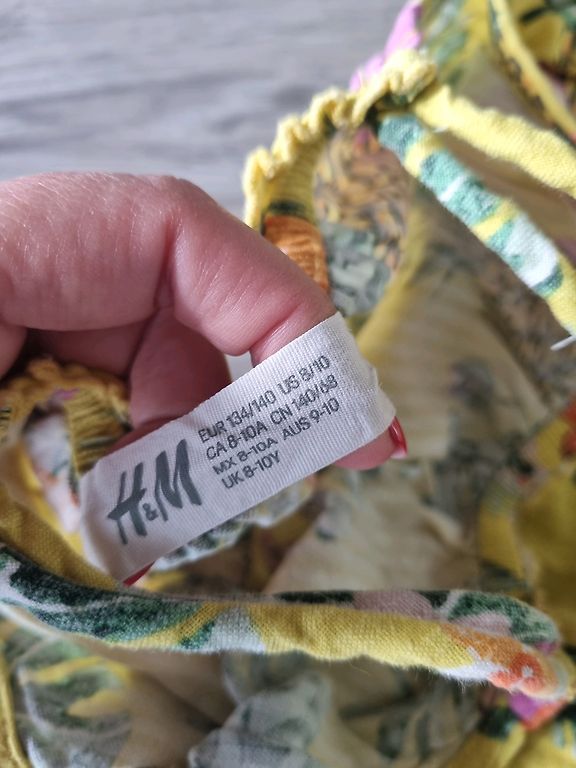 H&M
EUR 134/140 US 8/10
CA 8-10A CN 140/68
MX 8-10A AUS 9-10
UK 8-10Y